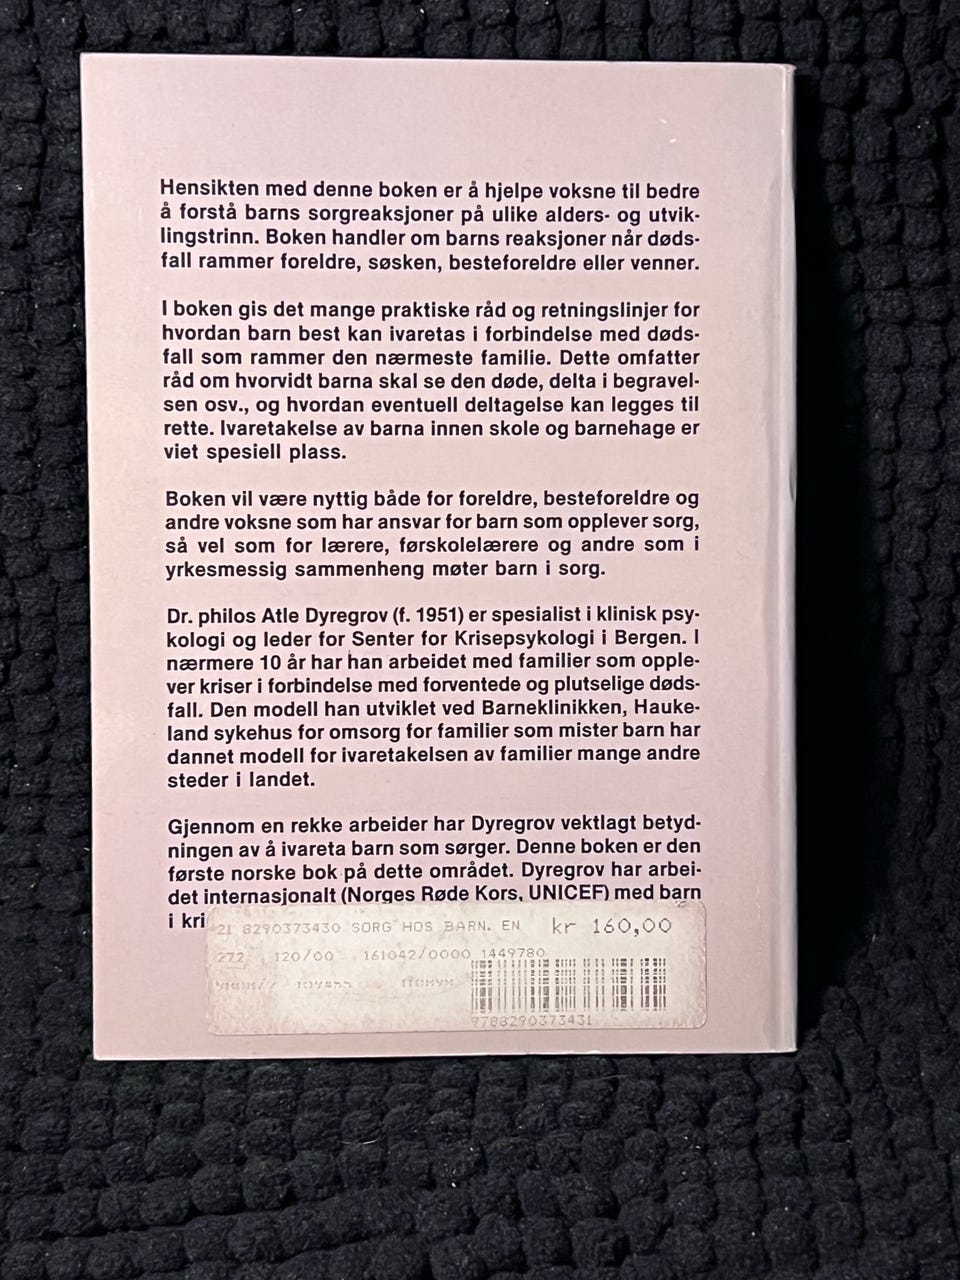 Hensikten med denne boken er å hjelpe voksne til bedre
å forstå barns sorgreaksjoner på ulike alders- og utvik-
lingstrinn. Boken handler om barns reaksjoner når døds-
fall rammer foreldre, søsken, besteforeldre eller venner.
I boken gis det mange praktiske råd og retningslinjer for
hvordan barn best kan ivaretas i forbindelse med døds-
fall som rammer den nærmeste familie. Dette omfatter
råd om hvorvidt barna skal se den døde, delta i begravel-
sen osv., og hvordan eventuell deltagelse kan legges til
rette. Ivaretakelse av barna innen skole og barnehage er
viet spesiell plass.
Boken vil være nyttig både for foreldre, besteforeldre og
andre voksne som har ansvar for barn som opplever sorg,
så vel som for lærere, førskolelærere og andre som i
yrkesmessig sammenheng møter barn i sorg.
Dr. philos Atle Dyregrov (f. 1951) er spesialist i klinisk psy-
kologi og leder for Senter for Krisepsykologi i Bergen. I
nærmere 10 år har han arbeidet med familier som opple-
ver kriser i forbindelse med forventede og plutselige døds-
fall. Den modell han utviklet ved Barneklinikken, Hauke-
land sykehus for omsorg for familier som mister barn har
dannet modell for ivaretakelsen av familier mange andre
steder i landet.
Gjennom en rekke arbeider har Dyregrov vektlagt betyd-
ningen av å ivareta barn som sørger. Denne boken er den
første norske bok på dette området. Dyregrov har arbei-
det internasjonalt (Norges Røde Kors, UNICEF) med barn
i kri
21 8290373430 SORG HOS BARN. EN kr 160,00
272 120/00 161042/0000 1449780
9788290373431